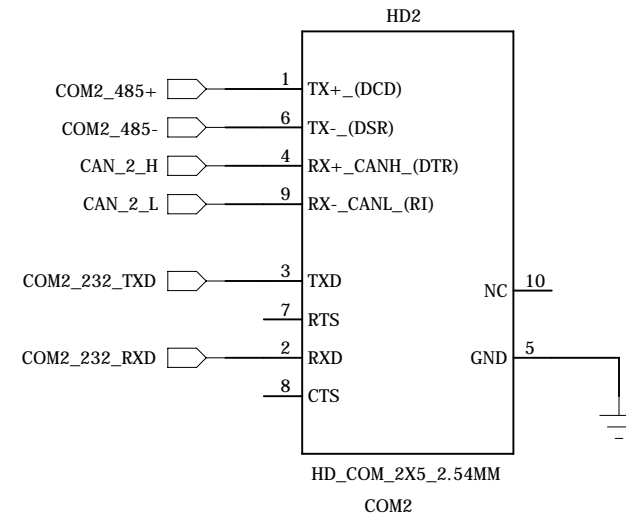 HD2
COM2_485+ 1 TX+_(DCD)
COM2_485- 6 TX-_(DSR)
CAN_2_H 4 RX+_CANH_(DTR)
CAN_2_L 9 RX-_CANL_(RI)
COM2_232_TXD 3 TXD
NC 10
7 RTS
COM2_232_RXD 2 RXD GND 5
8 CTS
HD_COM_2X5_2.54MM
COM2